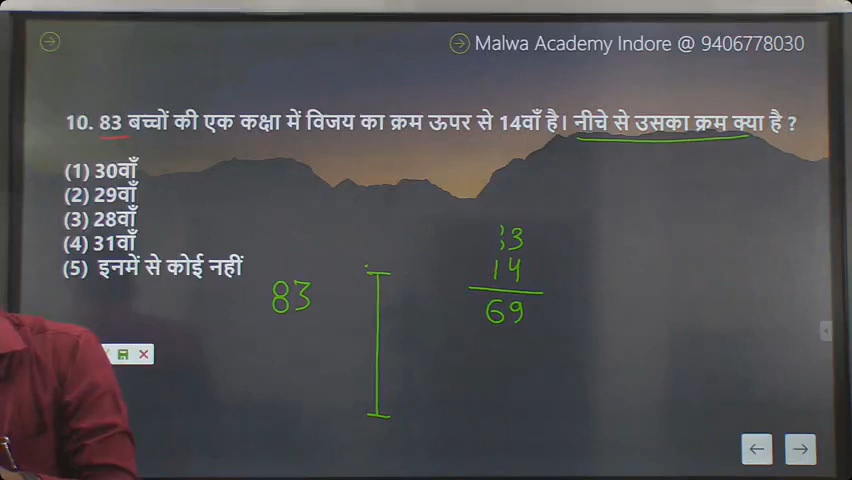 Malwa Academy Indore @ 9406778030
10. 83 बच्चों की एक कक्षा में विजय का क्रम ऊपर से 14वाँ है। नीचे से उसका क्रम क्या है ?
(1) 30वाँ
(2) 29वाँ
(3) 28वाँ
(4) 31वाँ
(5) इनमें से कोई नहीं
83
14
69